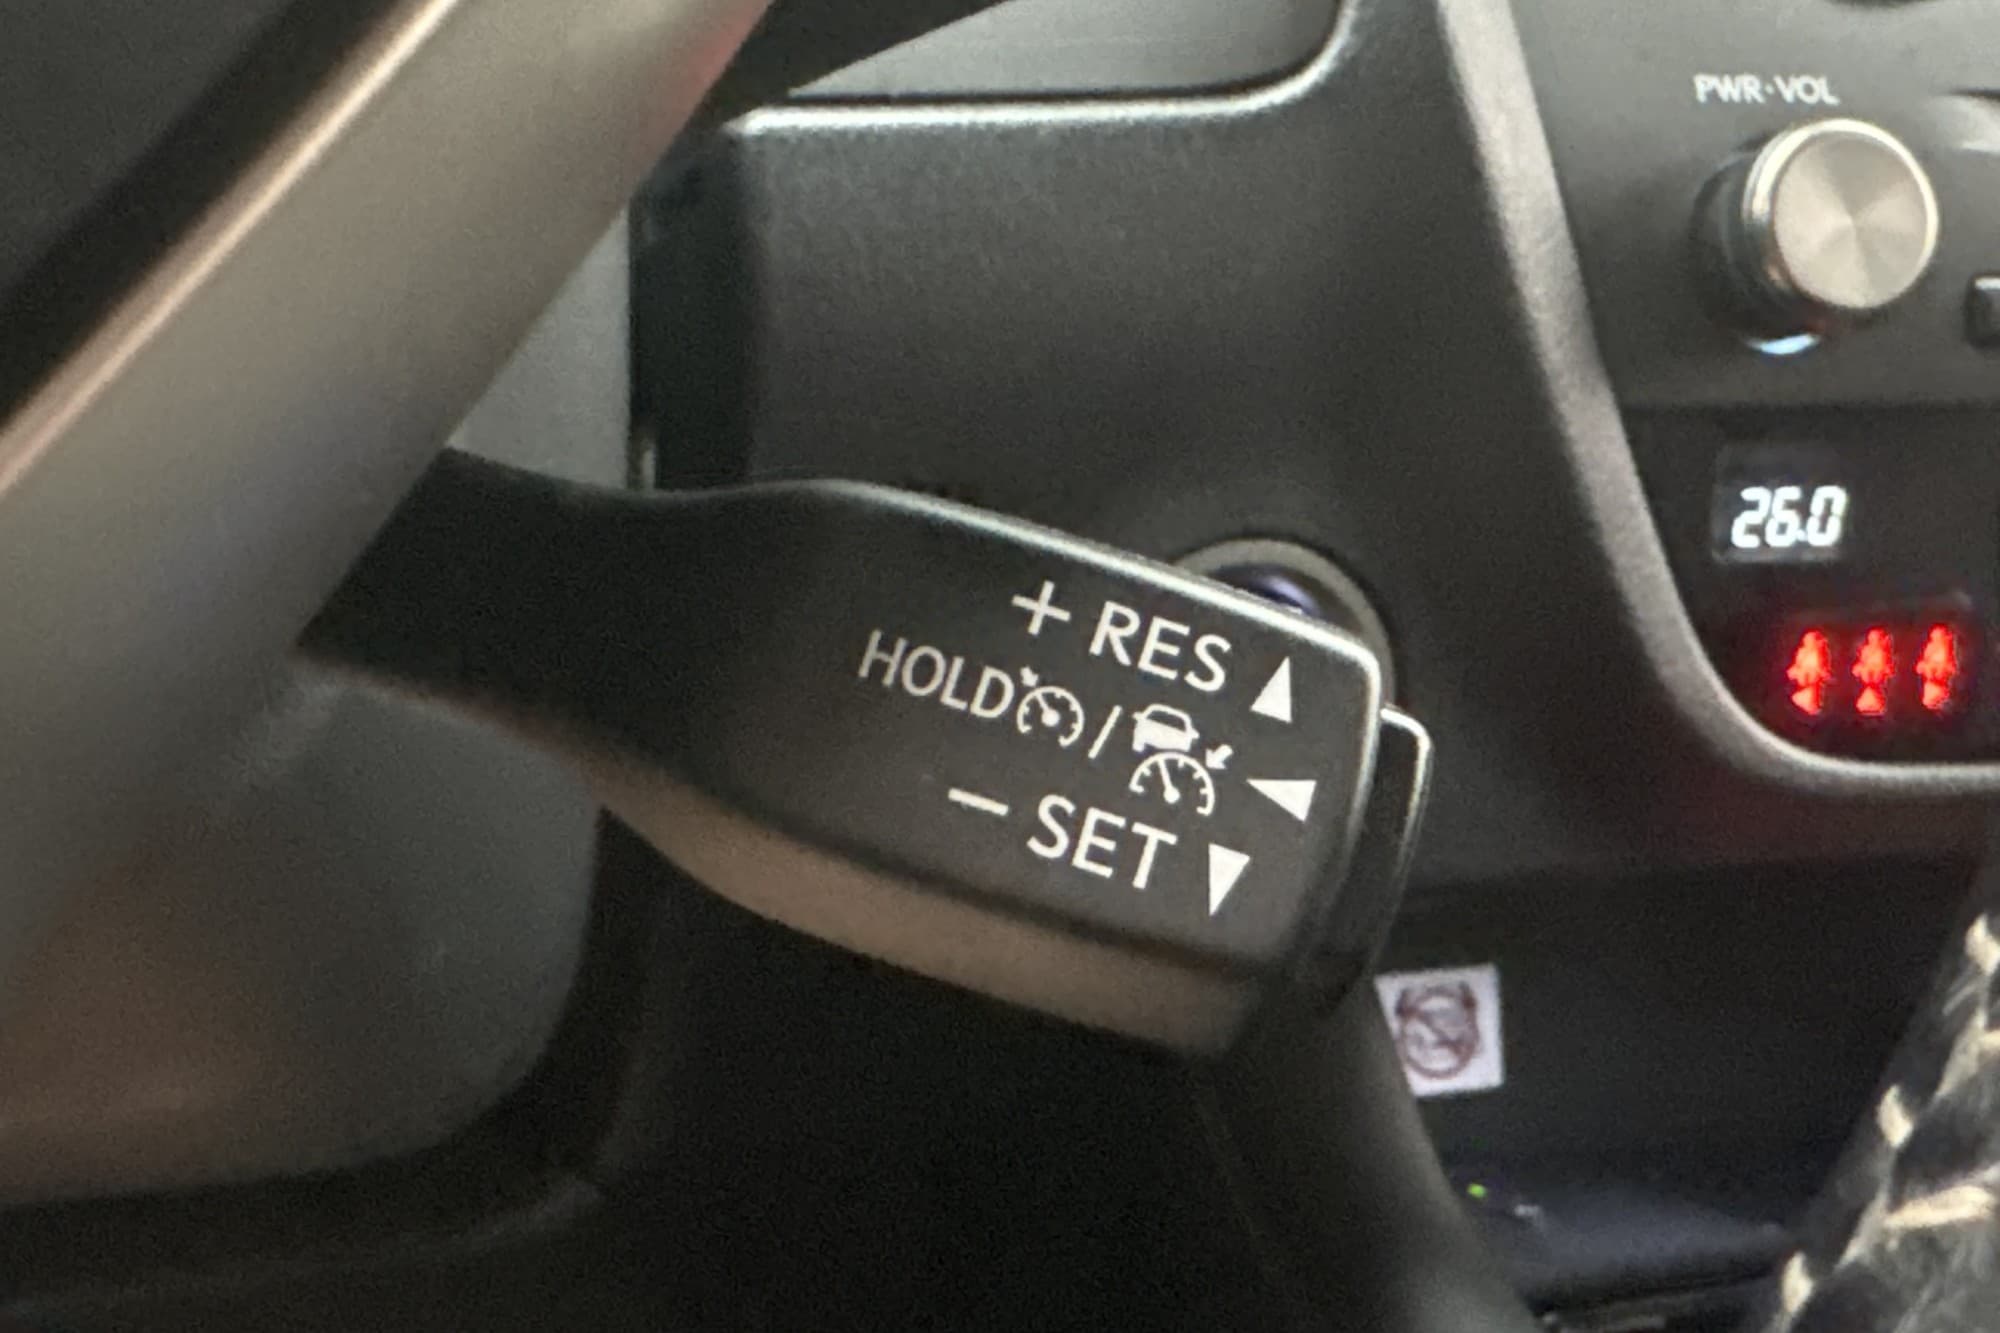 PWR·VOL
26.0
+ RES
HOLD /
− SET